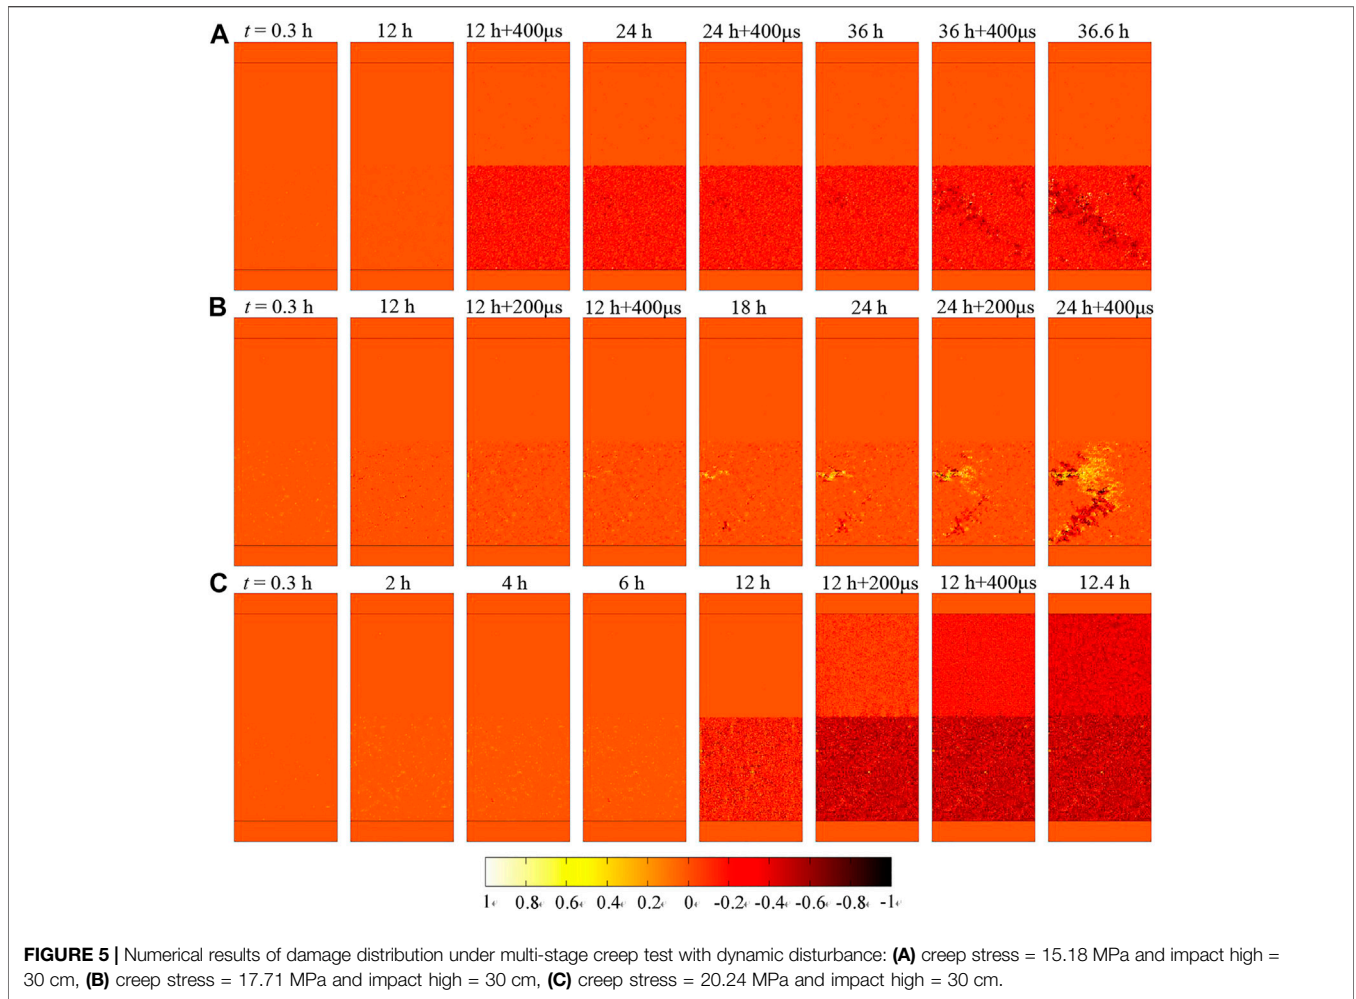 A t = 0.3 h 12 h 12 h+400μs 24 h 24 h+400μs 36 h 36 h+400μs 36.6 h
B t = 0.3 h 12 h 12 h+200μs 12 h+400μs 18 h 24 h 24 h+200μs 24 h+400μs
C t = 0.3 h 2 h 4 h 6 h 12 h 12 h+200μs 12 h+400μs 12.4 h
1 0.8 0.6 0.4 0.2 0 -0.2 -0.4 -0.6 -0.8 -1
FIGURE 5 | Numerical results of damage distribution under multi-stage creep test with dynamic disturbance: (A) creep stress = 15.18 MPa and impact high =
30 cm, (B) creep stress = 17.71 MPa and impact high = 30 cm, (C) creep stress = 20.24 MPa and impact high = 30 cm.